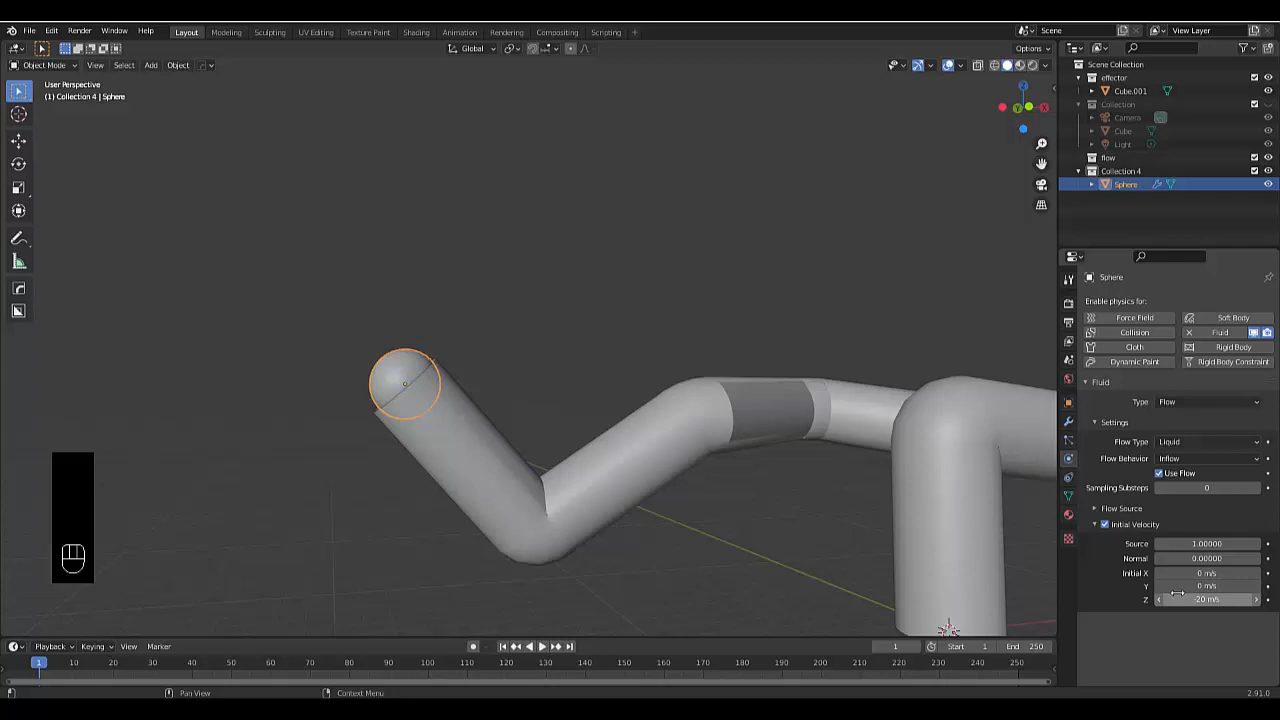 File Edit Render Window Help Layout Modeling Sculpting UV Editing Texture Paint Shading Animation Rendering Compositing Scripting + Scene View Layer
Global Options
Object Mode View Select Add Object
User Perspective
(1) Collection 4 | Sphere
Z
Y
X
Scene Collection
effector
Cube.001
Collection
Camera
Cube
Light
flow
Collection 4
Sphere
Sphere
Enable physics for:
Force Field Soft Body
Collision Fluid
Cloth Rigid Body
Dynamic Paint Rigid Body Constraint
Fluid
Type Flow
Settings
Flow Type Liquid
Flow Behavior Inflow
Use Flow
Sampling Substeps 0
Flow Source
Initial Velocity
Source 1.00000
Normal 0.00000
Initial X 0 m/s
Y 0 m/s
Z -20 m/s
Playback Keying View Marker 1 Start 1 End 250
1 10 20 30 40 50 60 70 80 90 100 110 120 130 140 150 160 170 180 190 200 210 220 230 240 250
Pan View Context Menu 2.91.0